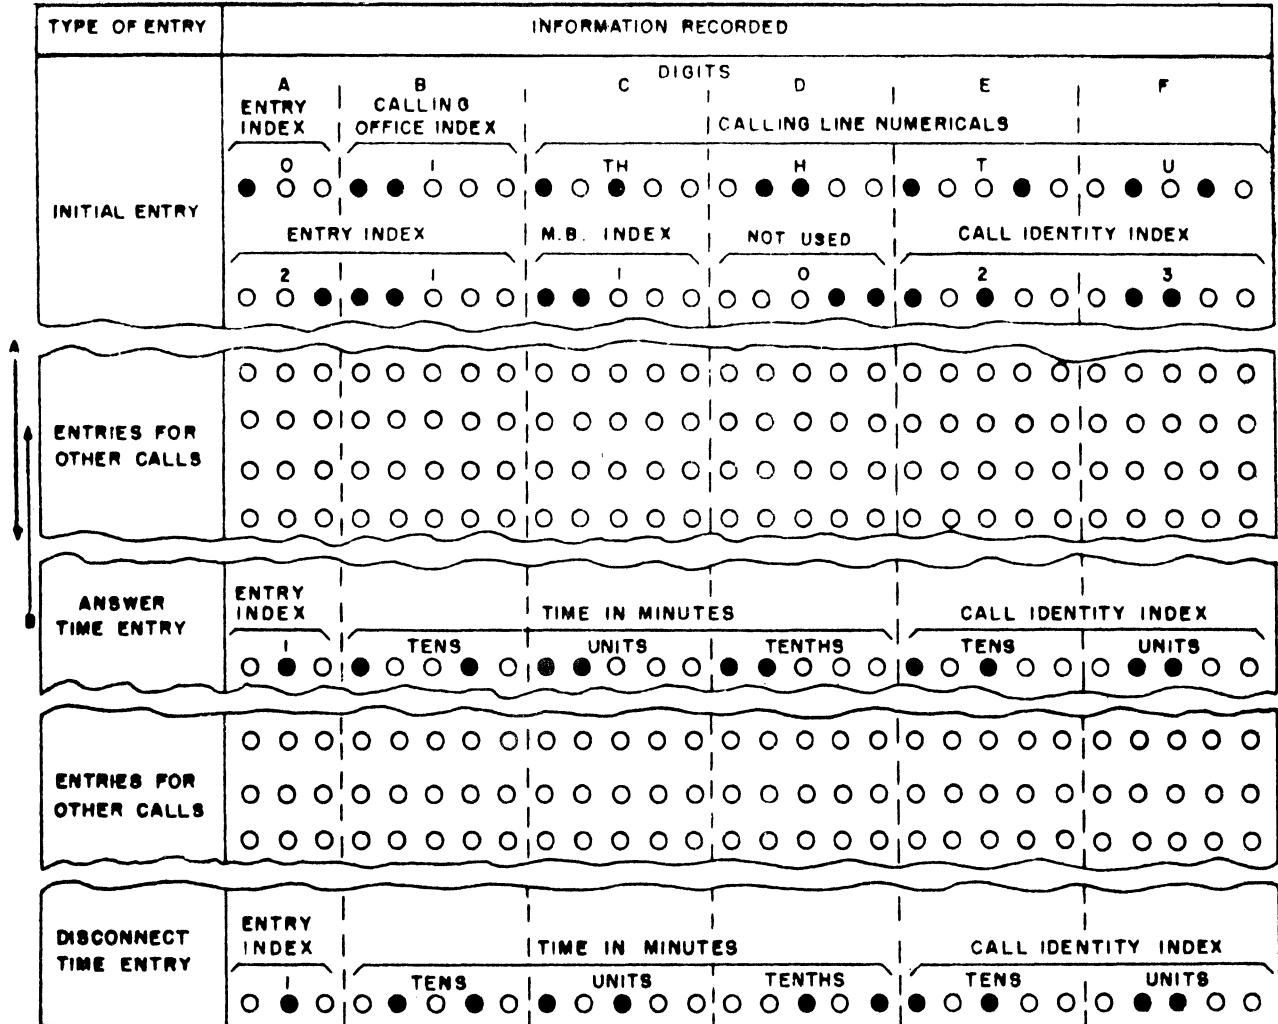 TYPE OF ENTRY INFORMATION RECORDED
DIGITS
A B C D E F
ENTRY INDEX CALLING OFFICE INDEX CALLING LINE NUMERICALS
0 1 TH H T U
INITIAL ENTRY
ENTRY INDEX M.B. INDEX NOT USED CALL IDENTITY INDEX
2 1 1 0 2 3
A
ENTRIES FOR
OTHER CALLS
B
ANSWER
TIME ENTRY
ENTRY
INDEX TIME IN MINUTES CALL IDENTITY INDEX
1 TENS UNITS TENTHS TENS UNITS
ENTRIES FOR
OTHER CALLS
DISCONNECT
TIME ENTRY
ENTRY
INDEX TIME IN MINUTES CALL IDENTITY INDEX
1 TENS UNITS TENTHS TENS UNITS